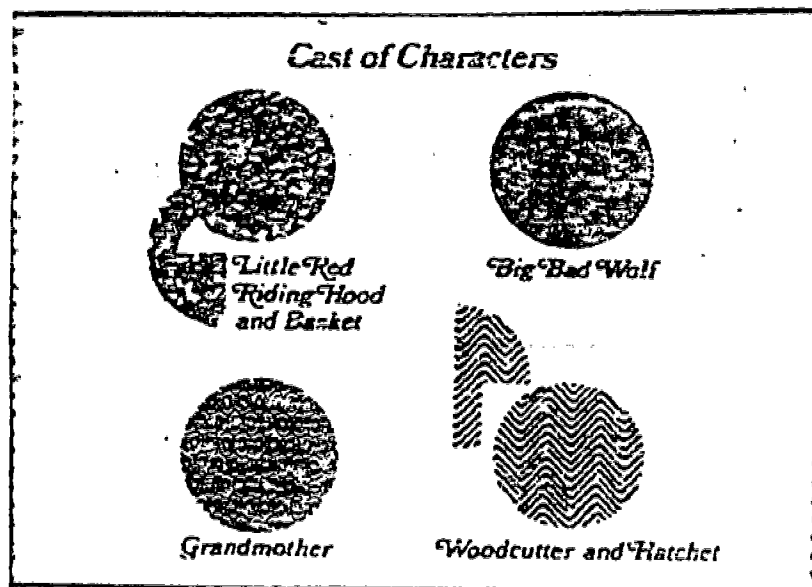 Cast of Characters
Little Red
Riding Hood
and Basket
Big Bad Wolf
Grandmother
Woodcutter and Hatchet